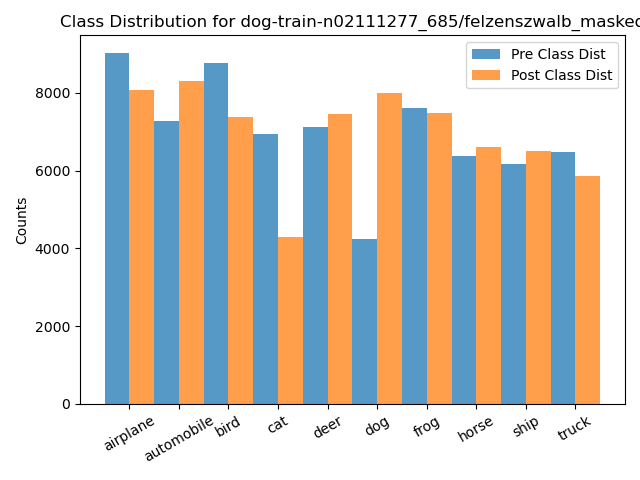 Class Distribution for dog-train-n02111277_685/felzenszwalb_masked
Pre Class Dist
Post Class Dist
Counts
8000
6000
4000
2000
0
airplane
automobile
bird
cat
deer
dog
frog
horse
ship
truck